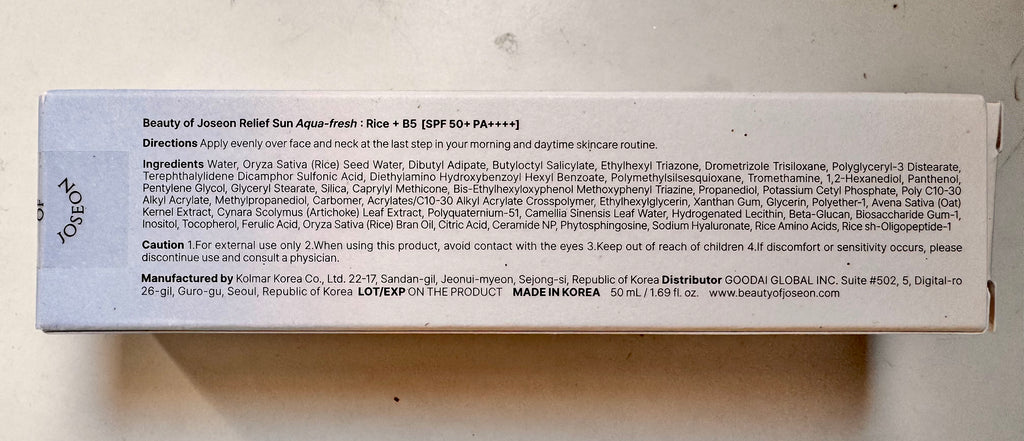 OF
JOSEON
Beauty of Joseon Relief Sun Aqua-fresh : Rice + B5 [SPF 50+ PA++++]
Directions Apply evenly over face and neck at the last step in your morning and daytime skincare routine.
Ingredients Water, Oryza Sativa (Rice) Seed Water, Dibutyl Adipate, Butyloctyl Salicylate, Ethylhexyl Triazone, Drometrizole Trisiloxane, Polyglyceryl-3 Distearate,
Terephthalylidene Dicamphor Sulfonic Acid, Diethylamino Hydroxybenzoyl Hexyl Benzoate, Polymethylsilsesquioxane, Tromethamine, 1,2-Hexanediol, Panthenol,
Pentylene Glycol, Glyceryl Stearate, Silica, Caprylyl Methicone, Bis-Ethylhexyloxyphenol Methoxyphenyl Triazine, Propanediol, Potassium Cetyl Phosphate, Poly C10-30
Alkyl Acrylate, Methylpropanediol, Carbomer, Acrylates/C10-30 Alkyl Acrylate Crosspolymer, Ethylhexylglycerin, Xanthan Gum, Glycerin, Polyether-1, Avena Sativa (Oat)
Kernel Extract, Cynara Scolymus (Artichoke) Leaf Extract, Polyquaternium-51, Camellia Sinensis Leaf Water, Hydrogenated Lecithin, Beta-Glucan, Biosaccharide Gum-1,
Inositol, Tocopherol, Ferulic Acid, Oryza Sativa (Rice) Bran Oil, Citric Acid, Ceramide NP, Phytosphingosine, Sodium Hyaluronate, Rice Amino Acids, Rice sh-Oligopeptide-1
Caution 1.For external use only 2.When using this product, avoid contact with the eyes 3.Keep out of reach of children 4.If discomfort or sensitivity occurs, please
discontinue use and consult a physician.
Manufactured by Kolmar Korea Co., Ltd. 22-17, Sandan-gil, Jeonui-myeon, Sejong-si, Republic of Korea Distributor GOODAI GLOBAL INC. Suite #502, 5, Digital-ro
26-gil, Guro-gu, Seoul, Republic of Korea LOT/EXP ON THE PRODUCT MADE IN KOREA 50 mL / 1.69 fl. oz. www.beautyofjoseon.com